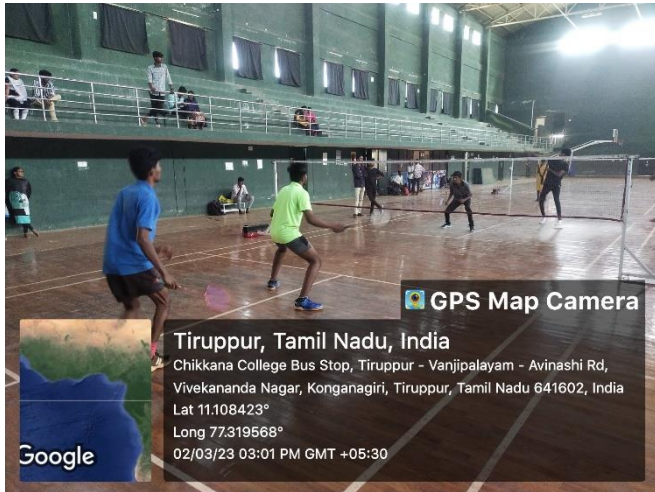 GPS Map Camera
Tiruppur, Tamil Nadu, India
Chikkana College Bus Stop, Tiruppur - Vanjipalayam - Avinashi Rd,
Vivekananda Nagar, Konganagiri, Tiruppur, Tamil Nadu 641602, India
Lat 11.108423°
Long 77.319568°
02/03/23 03:01 PM GMT +05:30
Google